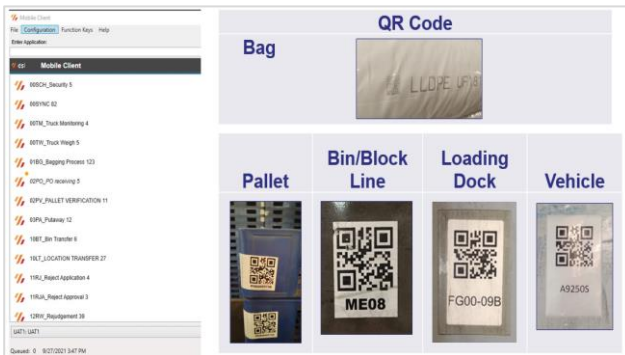 Mobile Client
File Configuration Function Keys Help
Enter Application:
Mobile Client
00SCH_Security 5
00SYNC 82
00TM_Truck Monitoring 4
00TW_Truck Weigh 5
01BG_Bagging Process 123
02PO_PO receiving 5
02PV_PALLET VERIFICATION 11
03PA_Putaway 12
10BT_Bin Transfer 6
10LT_LOCATION TRANSFER 27
11RJ_Reject Application 4
11RJA_Reject Approval 3
12RW_Rejudgement 38
UAT1: UAT1
Queued: 0 9/27/2021 3:47 PM
QR Code
Bag
LLDPE
Pallet
Bin/Block Line
Loading Dock
Vehicle
ME08
FG00-09B
A9250S